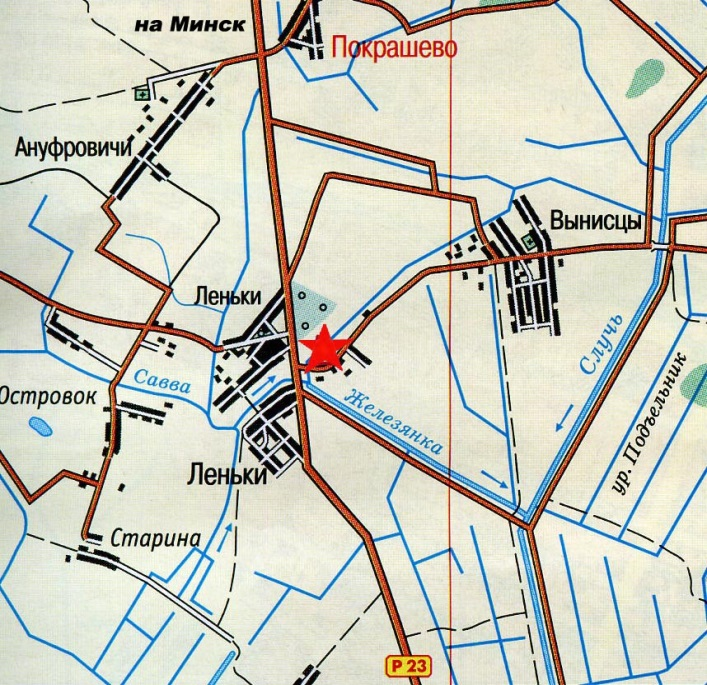 на Минск
Покрашево
Ануфровичи
Вынисцы
Леньки
Случь
Савва
Островок
Железянка
ур. Подъельник
Леньки
Старина
Р 23